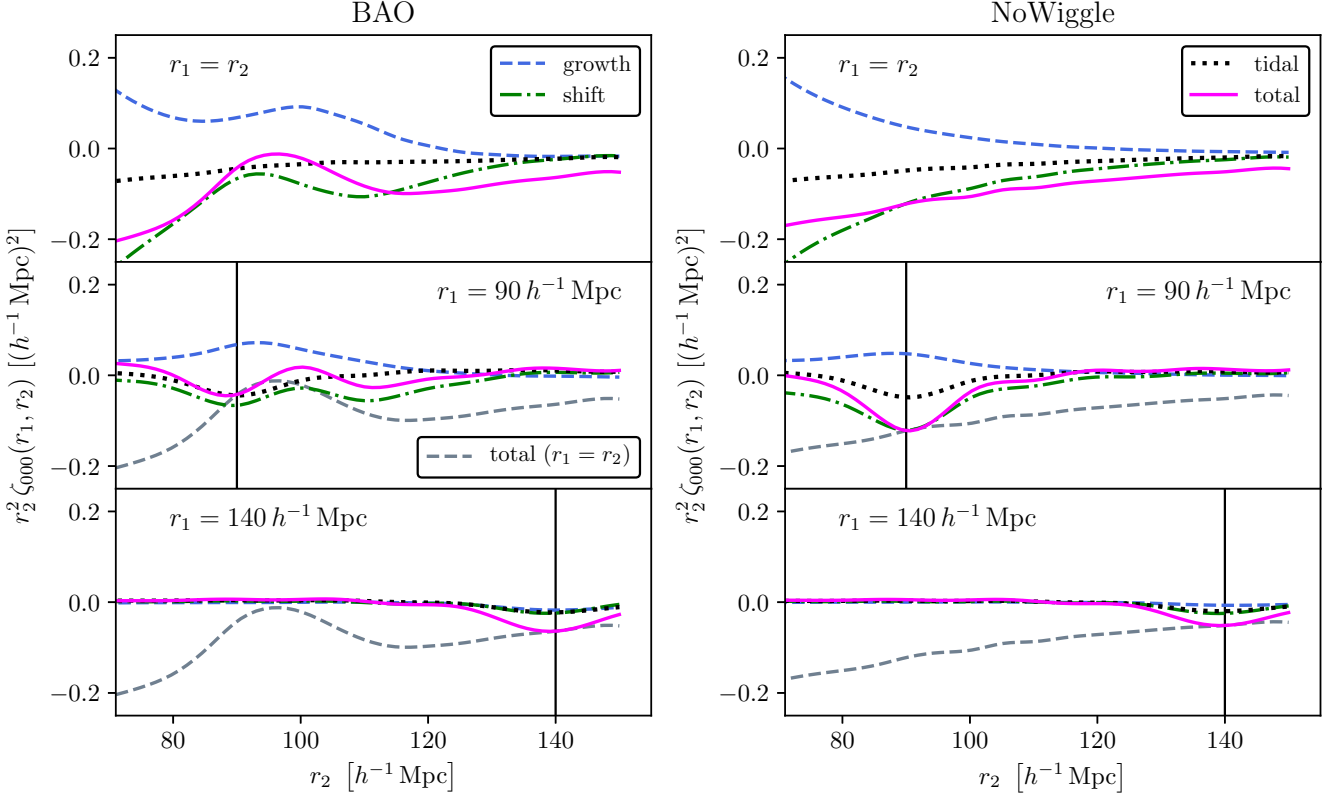 BAO
NoWiggle
r₁ = r₂
growth
shift
r₁ = r₂
tidal
total
0.2
0.0
−0.2
0.2
0.0
−0.2
r₁ = 90 h⁻¹ Mpc
total (r₁ = r₂)
r₁ = 90 h⁻¹ Mpc
0.2
0.0
−0.2
0.2
0.0
−0.2
r₁ = 140 h⁻¹ Mpc
r₁ = 140 h⁻¹ Mpc
0.2
0.0
−0.2
0.2
0.0
−0.2
r₂² ζ₀₀₀(r₁, r₂) [(h⁻¹ Mpc)²]
r₂² ζ₀₀₀(r₁, r₂) [(h⁻¹ Mpc)²]
80 100 120 140
80 100 120 140
r₂ [h⁻¹ Mpc]
r₂ [h⁻¹ Mpc]